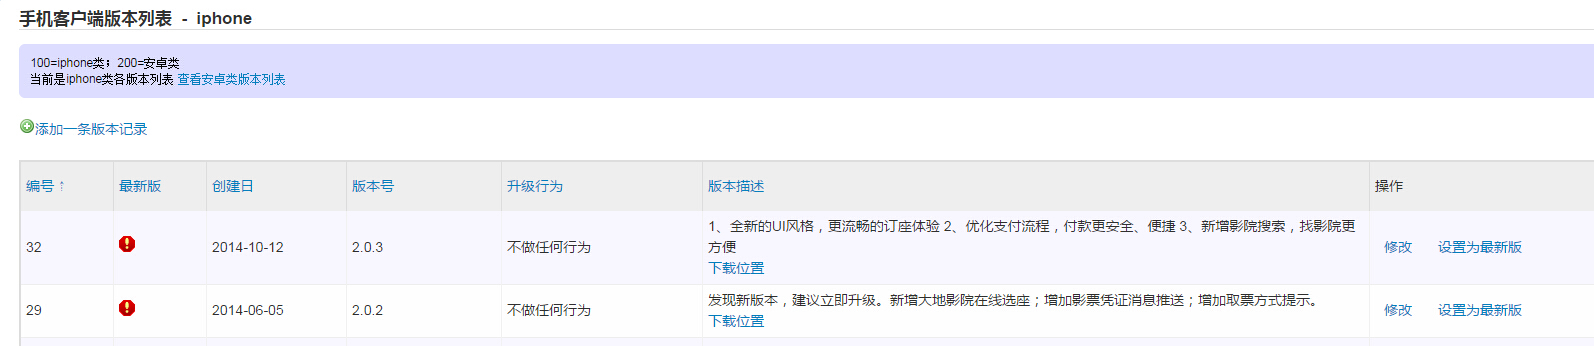 手机客户端版本列表 - iphone
100=iphone类；200=安卓类
当前是iphone类各版本列表 查看安卓类版本列表
添加一条版本记录
编号↑ 最新版 创建日 版本号 升级行为 版本描述 操作
32 2014-10-12 2.0.3 不做任何行为 1、全新的UI风格，更流畅的订座体验 2、优化支付流程，付款更安全、便捷 3、新增影院搜索，找影院更
方便
下载位置
修改 设置为最新版
29 2014-06-05 2.0.2 不做任何行为 发现新版本，建议立即升级。新增大地影院在线选座；增加影票凭证消息推送；增加取票方式提示。
下载位置
修改 设置为最新版